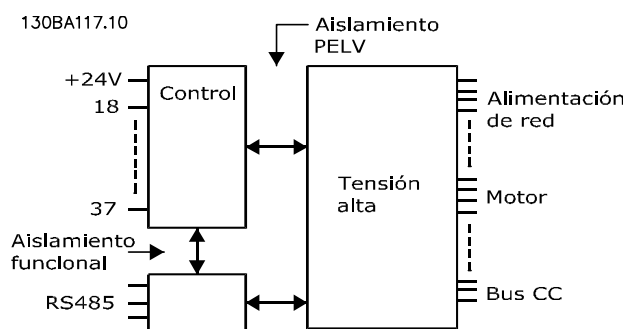 130BA117.10
Aislamiento
PELV
+24V
Control
18
Alimentación
de red
Tensión
alta
37
Motor
Aislamiento
funcional
RS485
Bus CC